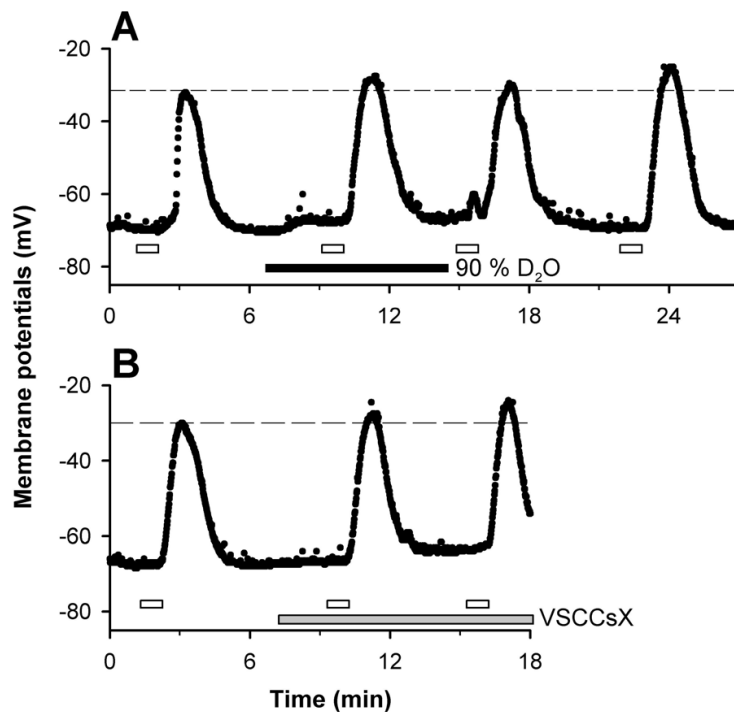 A
-20
-40
-60
-80
90 % D₂O
0 6 12 18 24
B
-20
-40
-60
-80
VSCCsX
0 6 12 18
Time (min)
Membrane potentials (mV)